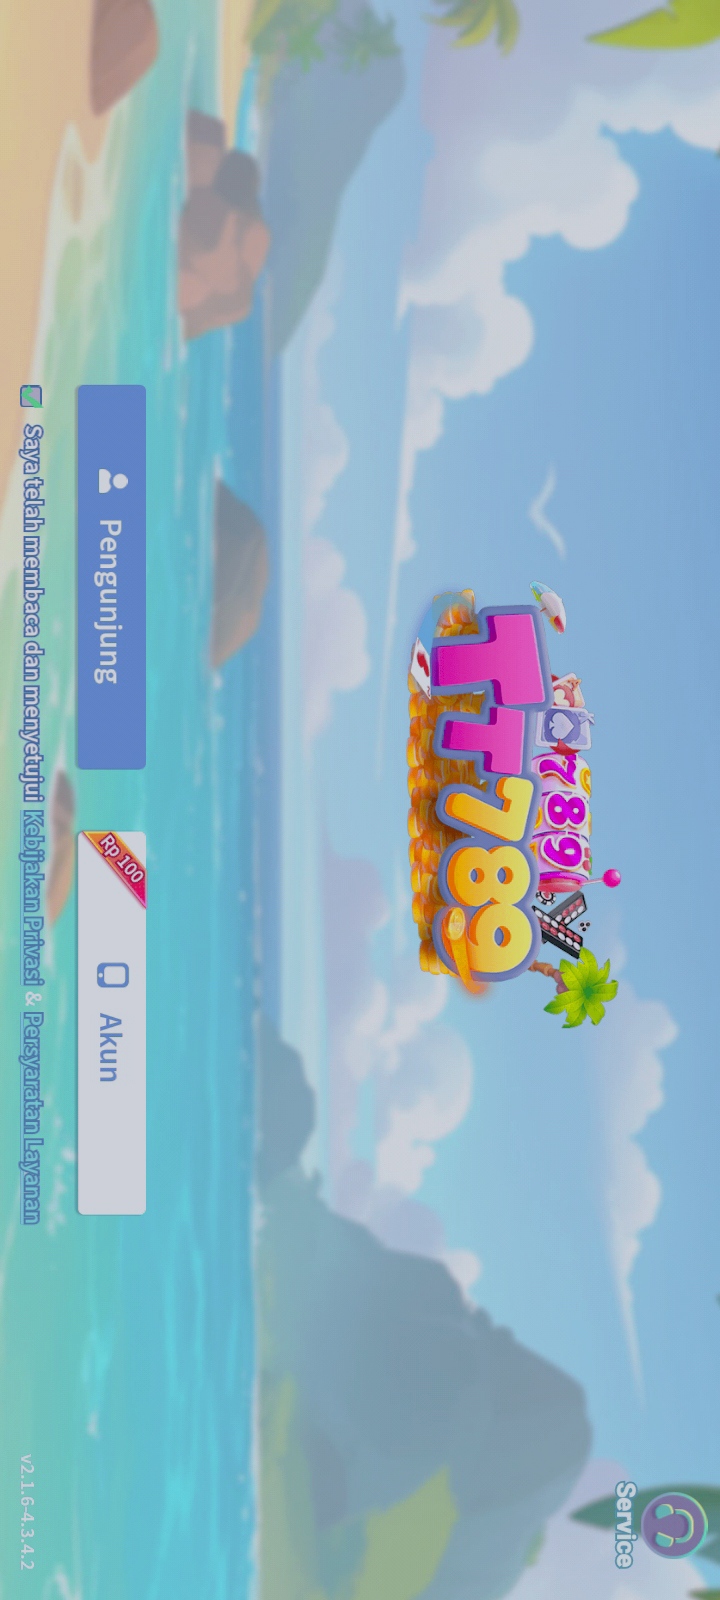 Service
789
TT789
Pengunjung
Rp 100
Akun
Saya telah membaca dan menyetujui Kebijakan Privasi & Persyaratan Layanan
v2.1.6-4.3.4.2